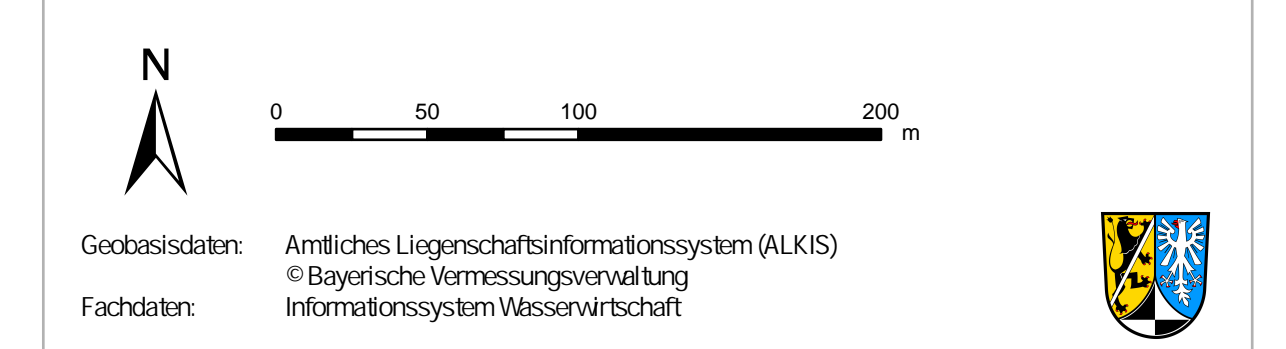 N
0 50 100 200
m
Geobasisdaten: Amtliches Liegenschaftsinformationssystem (ALKIS)
© Bayerische Vermessungsverwaltung
Fachdaten: Informationssystem Wasserwirtschaft